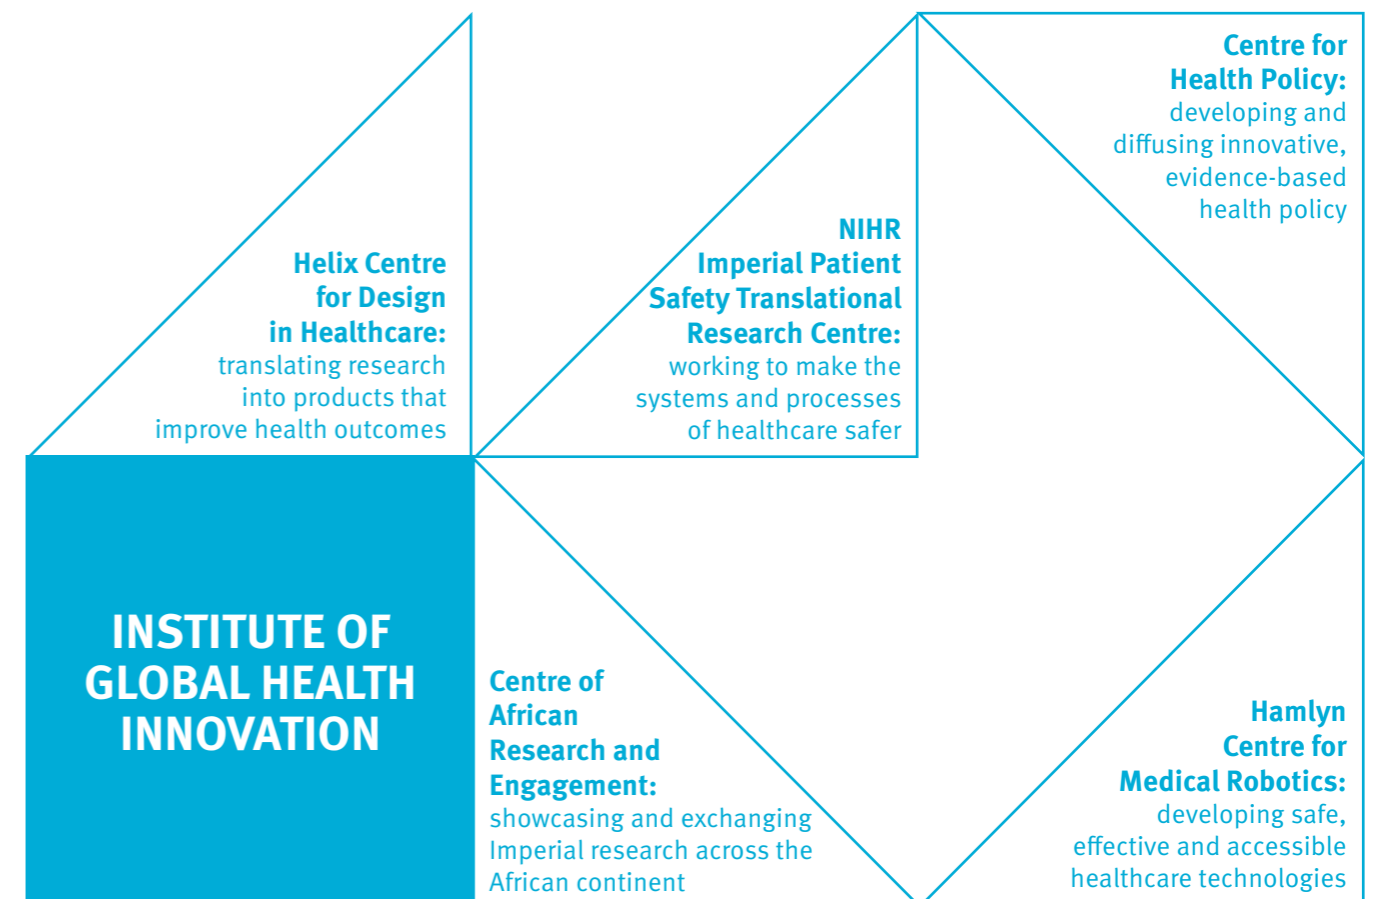 Helix Centre
for Design
in Healthcare:
translating research
into products that
improve health outcomes
NIHR
Imperial Patient
Safety Translational
Research Centre:
working to make the
systems and processes
of healthcare safer
Centre for
Health Policy:
developing and
diffusing innovative,
evidence-based
health policy
INSTITUTE OF
GLOBAL HEALTH
INNOVATION
Centre of
African
Research and
Engagement:
showcasing and exchanging
Imperial research across the
African continent
Hamlyn
Centre for
Medical Robotics:
developing safe,
effective and accessible
healthcare technologies